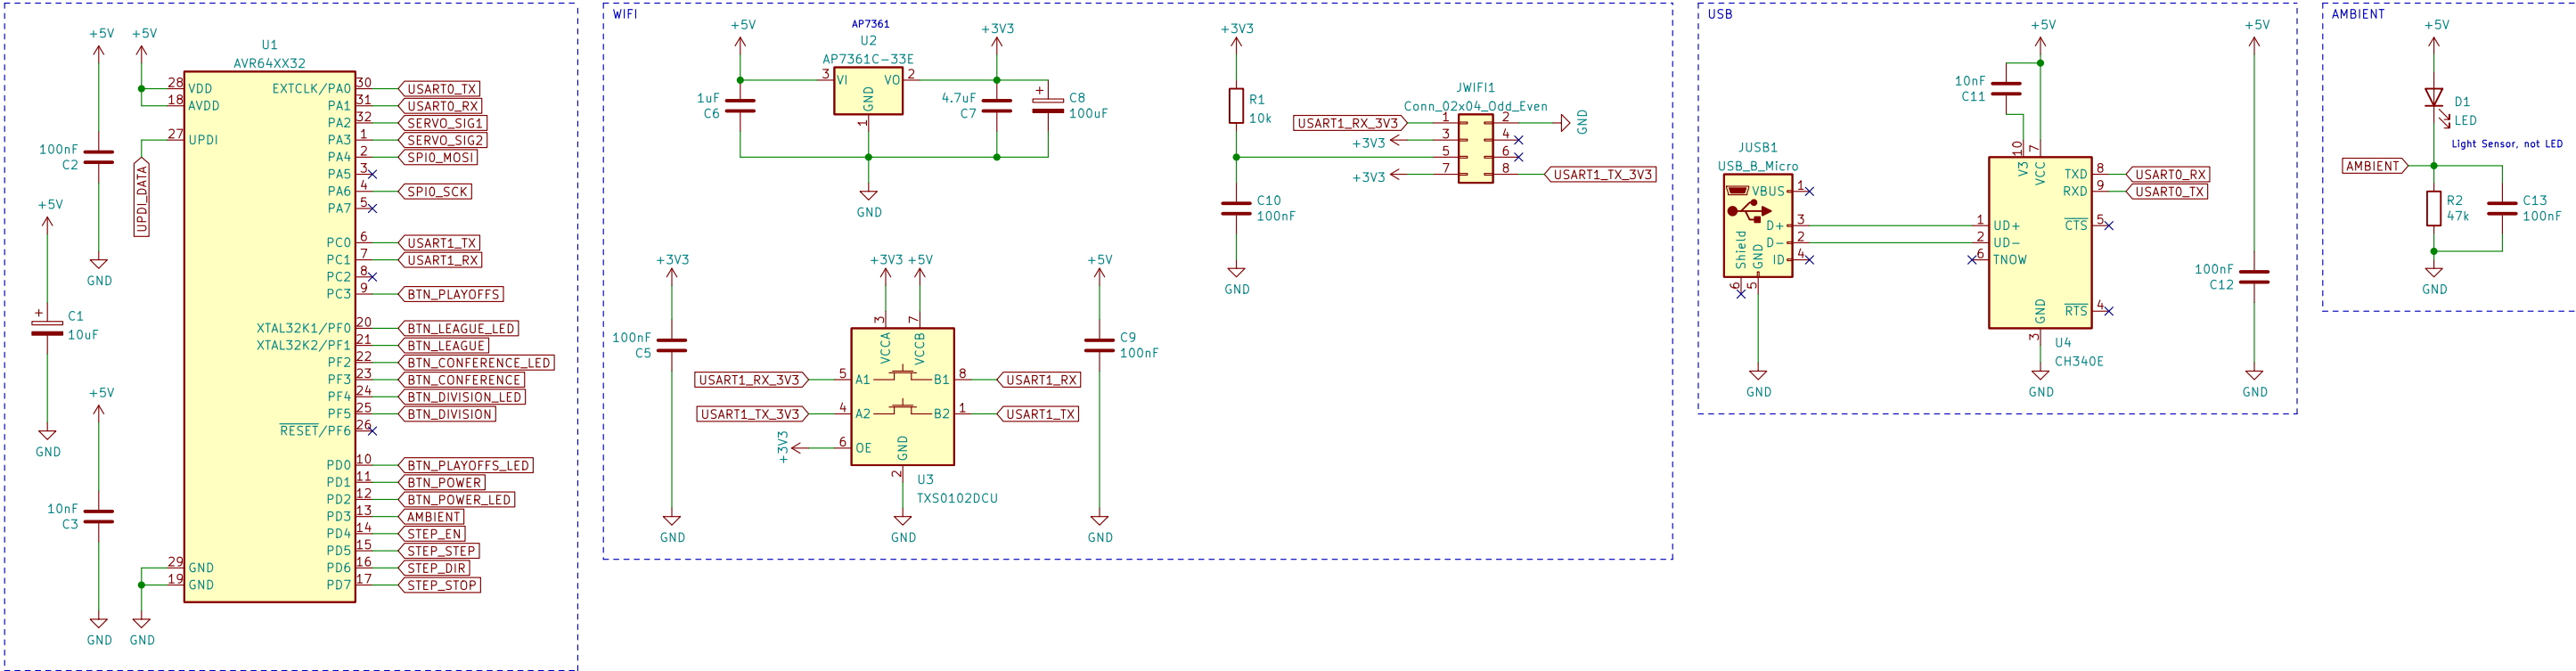 +5V
+5V
U1
AVR64XX32
28
VDD
18
AVDD
27
UPDI
UPDI_DATA
100nF
C2
GND
+5V
C1
10uF
GND
+5V
10nF
C3
GND
29
GND
19
GND
GND
EXTCLK/PA0
30
USART0_TX
PA1
31
USART0_RX
PA2
32
SERVO_SIG1
PA3
1
SERVO_SIG2
PA4
2
SPI0_MOSI
PA5
3
PA6
4
SPI0_SCK
PA7
5
PC0
6
USART1_TX
PC1
7
USART1_RX
PC2
8
PC3
9
BTN_PLAYOFFS
XTAL32K1/PF0
20
BTN_LEAGUE_LED
XTAL32K2/PF1
21
BTN_LEAGUE
PF2
22
BTN_CONFERENCE_LED
PF3
23
BTN_CONFERENCE
PF4
24
BTN_DIVISION_LED
PF5
25
BTN_DIVISION
RESET/PF6
26
PD0
10
BTN_PLAYOFFS_LED
PD1
11
BTN_POWER
PD2
12
BTN_POWER_LED
PD3
13
AMBIENT
PD4
14
STEP_EN
PD5
15
STEP_STEP
PD6
16
STEP_DIR
PD7
17
STEP_STOP
WIFI
+5V
AP7361
U2
AP7361C-33E
3
VI
VO
2
GND
1
1uF
C6
+3V3
4.7uF
C7
+
C8
100uF
GND
+3V3
R1
10k
C10
100nF
GND
JWIFI1
Conn_02x04_Odd_Even
USART1_RX_3V3
1
2
GND
+3V3
3
4
5
6
+3V3
7
8
USART1_TX_3V3
+3V3
100nF
C5
GND
+3V3
+5V
3
7
VCCA
VCCB
USART1_RX_3V3
5
A1
B1
8
USART1_RX
USART1_TX_3V3
4
A2
B2
1
USART1_TX
+3V3
6
OE
GND
2
U3
TXS0102DCU
GND
+5V
C9
100nF
GND
USB
+5V
10nF
C11
JUSB1
USB_B_Micro
VBUS
1
D+
3
D-
2
ID
4
Shield
GND
6
5
GND
10
7
V3
VCC
1
UD+
2
UD-
6
TNOW
TXD
8
USART0_RX
RXD
9
USART0_TX
CTS
5
RTS
4
GND
3
U4
CH340E
GND
+5V
100nF
C12
GND
AMBIENT
+5V
D1
LED
Light Sensor, not LED
AMBIENT
R2
47k
C13
100nF
GND